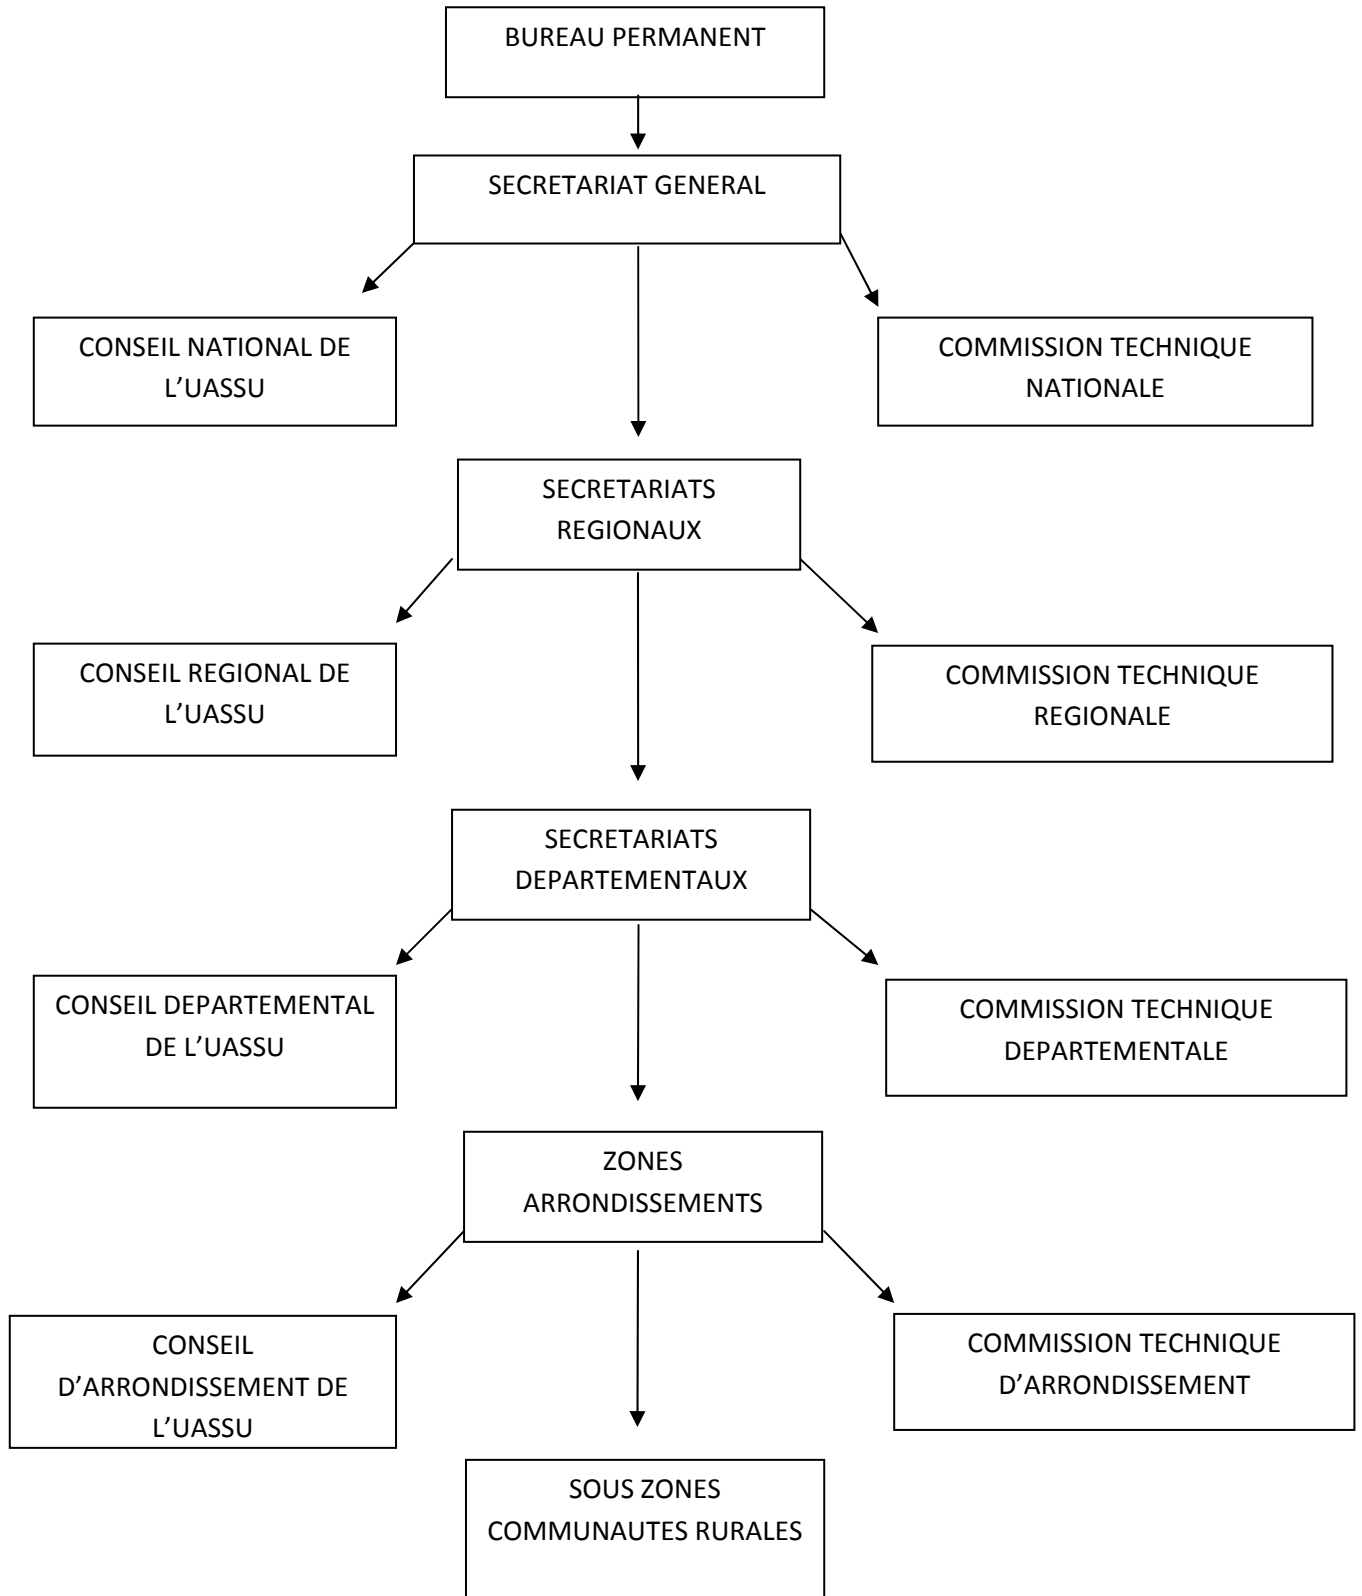 BUREAU PERMANENT
SECRETARIAT GENERAL
CONSEIL NATIONAL DE
L’UASSU
COMMISSION TECHNIQUE
NATIONALE
SECRETARIATS
REGIONAUX
CONSEIL REGIONAL DE
L’UASSU
COMMISSION TECHNIQUE
REGIONALE
SECRETARIATS
DEPARTEMENTAUX
CONSEIL DEPARTEMENTAL
DE L’UASSU
COMMISSION TECHNIQUE
DEPARTEMENTALE
ZONES
ARRONDISSEMENTS
CONSEIL
D’ARRONDISSEMENT DE
L’UASSU
COMMISSION TECHNIQUE
D’ARRONDISSEMENT
SOUS ZONES
COMMUNAUTES RURALES